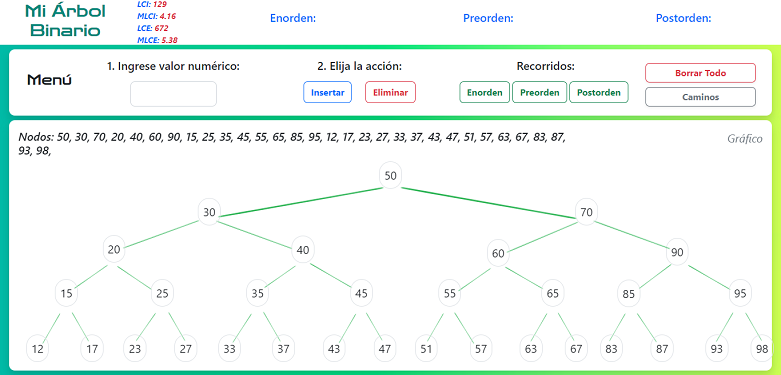 Mi Árbol
Binario
LCI: 129
MLCI: 4.16
LCE: 672
MLCE: 5.38
Enorden:
Preorden:
Postorden:
Menú
1. Ingrese valor numérico:
2. Elija la acción:
Insertar
Eliminar
Recorridos:
Enorden
Preorden
Postorden
Borrar Todo
Caminos
Nodos: 50, 30, 70, 20, 40, 60, 90, 15, 25, 35, 45, 55, 65, 85, 95, 12, 17, 23, 27, 33, 37, 43, 47, 51, 57, 63, 67, 83, 87,
93, 98,
Gráfico
50
30 70
20 40 60 90
15 25 35 45 55 65 85 95
12 17 23 27 33 37 43 47 51 57 63 67 83 87 93 98